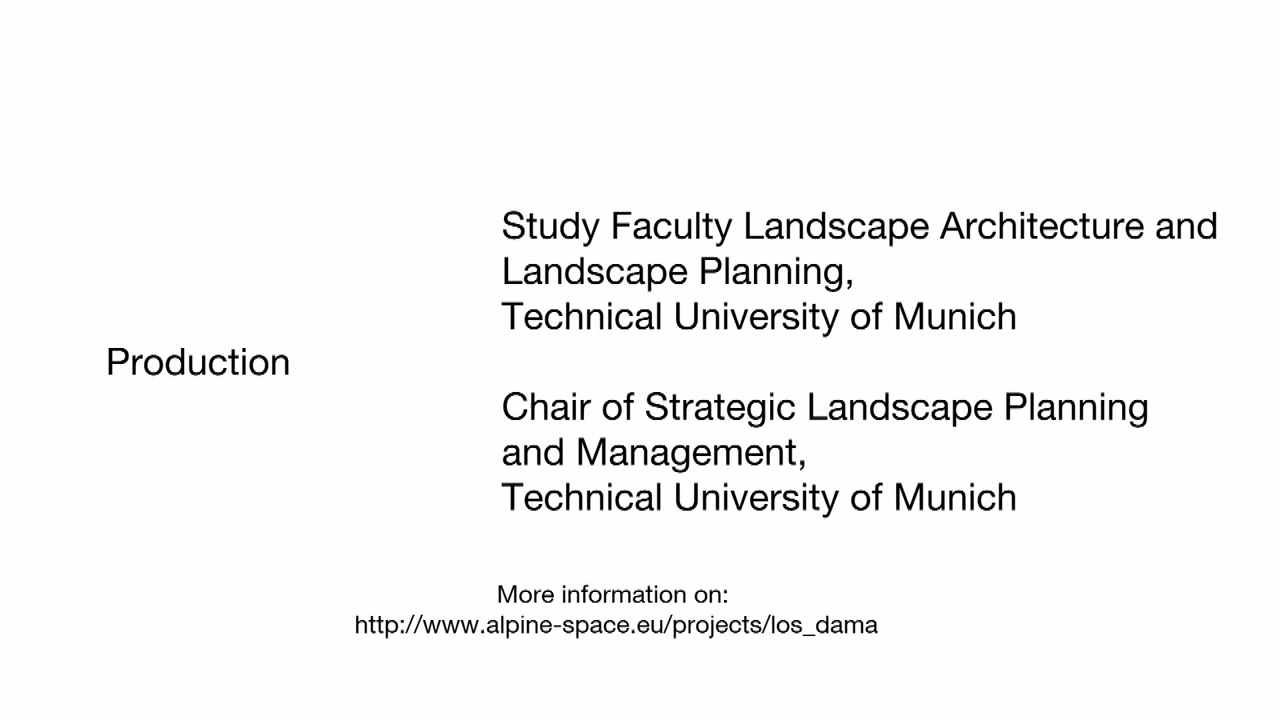 Study Faculty Landscape Architecture and
Landscape Planning,
Technical University of Munich
Production
Chair of Strategic Landscape Planning
and Management,
Technical University of Munich
More information on:
http://www.alpine-space.eu/projects/los_dama